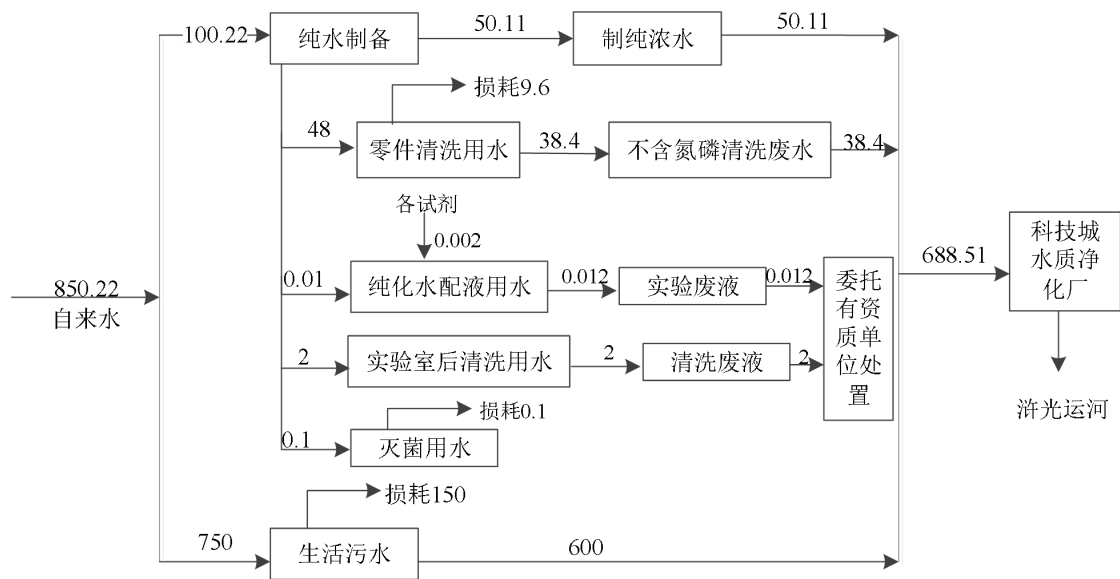 100.22
纯水制备
50.11
制纯浓水
50.11
损耗9.6
48
零件清洗用水
38.4
不含氮磷清洗废水
38.4
各试剂
0.002
0.01
纯化水配液用水
0.012
实验废液
0.012
委托
有资
质单
位处
置
688.51
科技城
水质净
化厂
850.22
自来水
2
实验室后清洗用水
2
清洗废液
2
浒光运河
损耗0.1
0.1
灭菌用水
损耗150
750
生活污水
600